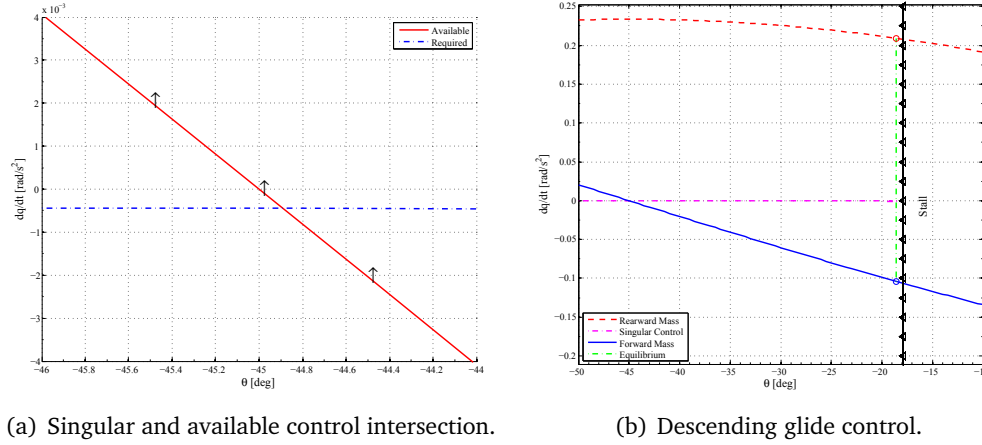 x 10⁻³
4
3
2
1
0
−1
−2
−3
−4
dq/dt [rad/s²]
Available
Required
−46 −45.8 −45.6 −45.4 −45.2 −45 −44.8 −44.6 −44.4 −44.2 −44
θ [deg]
(a) Singular and available control intersection.
0.25
0.2
0.15
0.1
0.05
0
−0.05
−0.1
−0.15
−0.2
dq/dt [rad/s²]
Stall
Rearward Mass
Singular Control
Forward Mass
Equilibrium
−50 −45 −40 −35 −30 −25 −20 −15
θ [deg]
(b) Descending glide control.